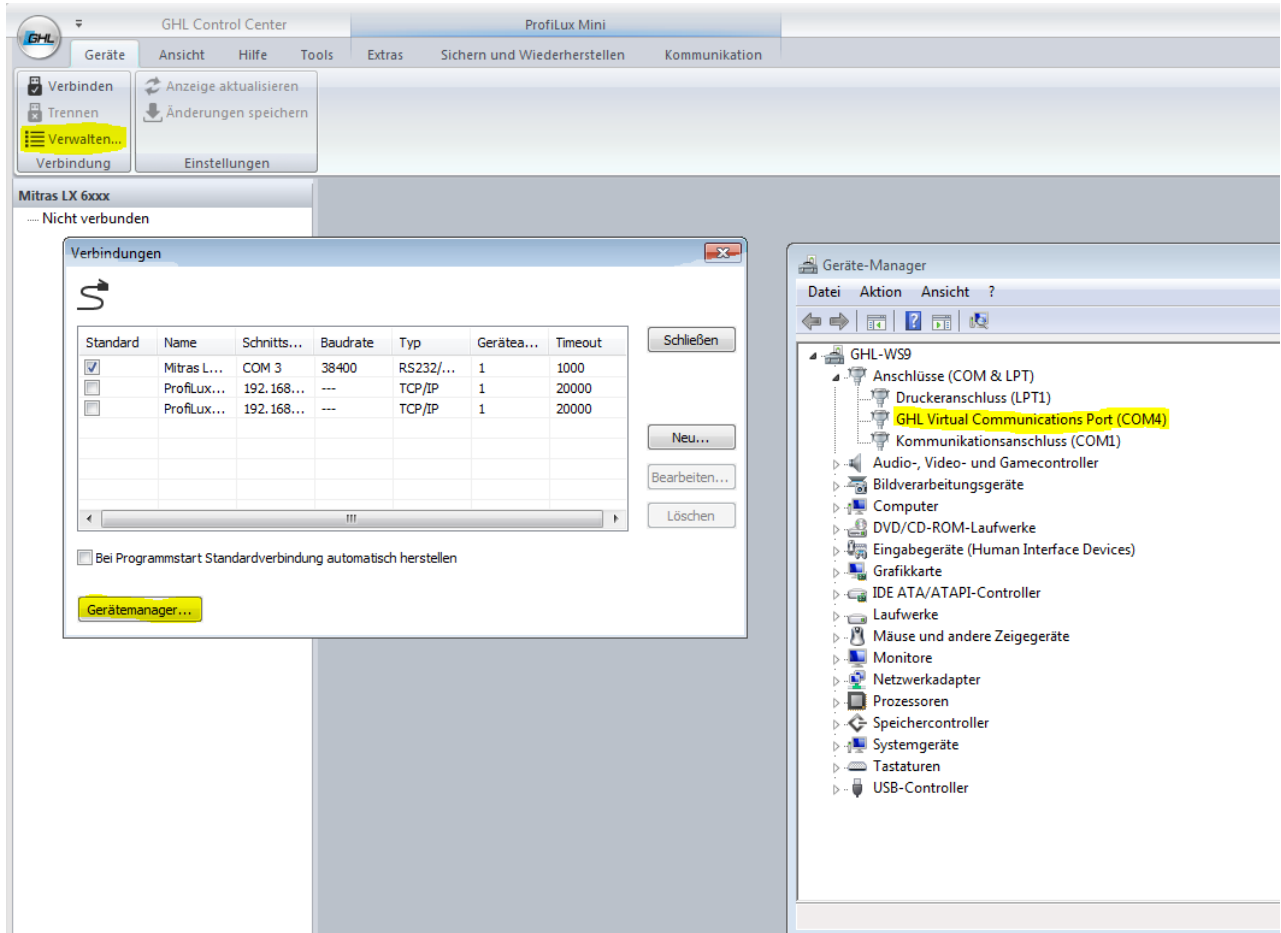 GHL Control Center
ProfiLux Mini
GHL
Geräte Ansicht Hilfe Tools Extras Sichern und Wiederherstellen Kommunikation
Verbinden
Trennen
Verwalten...
Verbindung
Anzeige aktualisieren
Änderungen speichern
Einstellungen
Mitras LX 6xxx
Nicht verbunden
Verbindungen
Standard Name Schnitts... Baudrate Typ Gerätea... Timeout
Mitras L... COM 3 38400 RS232/... 1 1000
ProfiLux... 192.168... --- TCP/IP 1 20000
ProfiLux... 192.168... --- TCP/IP 1 20000
Schließen
Neu...
Bearbeiten...
Löschen
Bei Programmstart Standardverbindung automatisch herstellen
Gerätemanager...
Geräte-Manager
Datei Aktion Ansicht ?
GHL-WS9
Anschlüsse (COM & LPT)
Druckeranschluss (LPT1)
GHL Virtual Communications Port (COM4)
Kommunikationsanschluss (COM1)
Audio-, Video- und Gamecontroller
Bildverarbeitungsgeräte
Computer
DVD/CD-ROM-Laufwerke
Eingabegeräte (Human Interface Devices)
Grafikkarte
IDE ATA/ATAPI-Controller
Laufwerke
Mäuse und andere Zeigegeräte
Monitore
Netzwerkadapter
Prozessoren
Speichercontroller
Systemgeräte
Tastaturen
USB-Controller